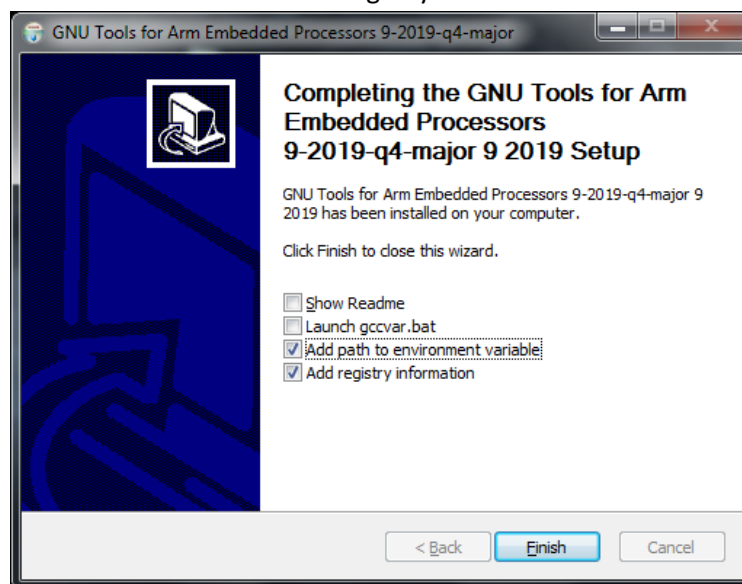 GNU Tools for Arm Embedded Processors 9-2019-q4-major
Completing the GNU Tools for Arm
Embedded Processors
9-2019-q4-major 9 2019 Setup
GNU Tools for Arm Embedded Processors 9-2019-q4-major 9
2019 has been installed on your computer.
Click Finish to close this wizard.
Show Readme
Launch gccvar.bat
Add path to environment variable
Add registry information
< Back Finish Cancel